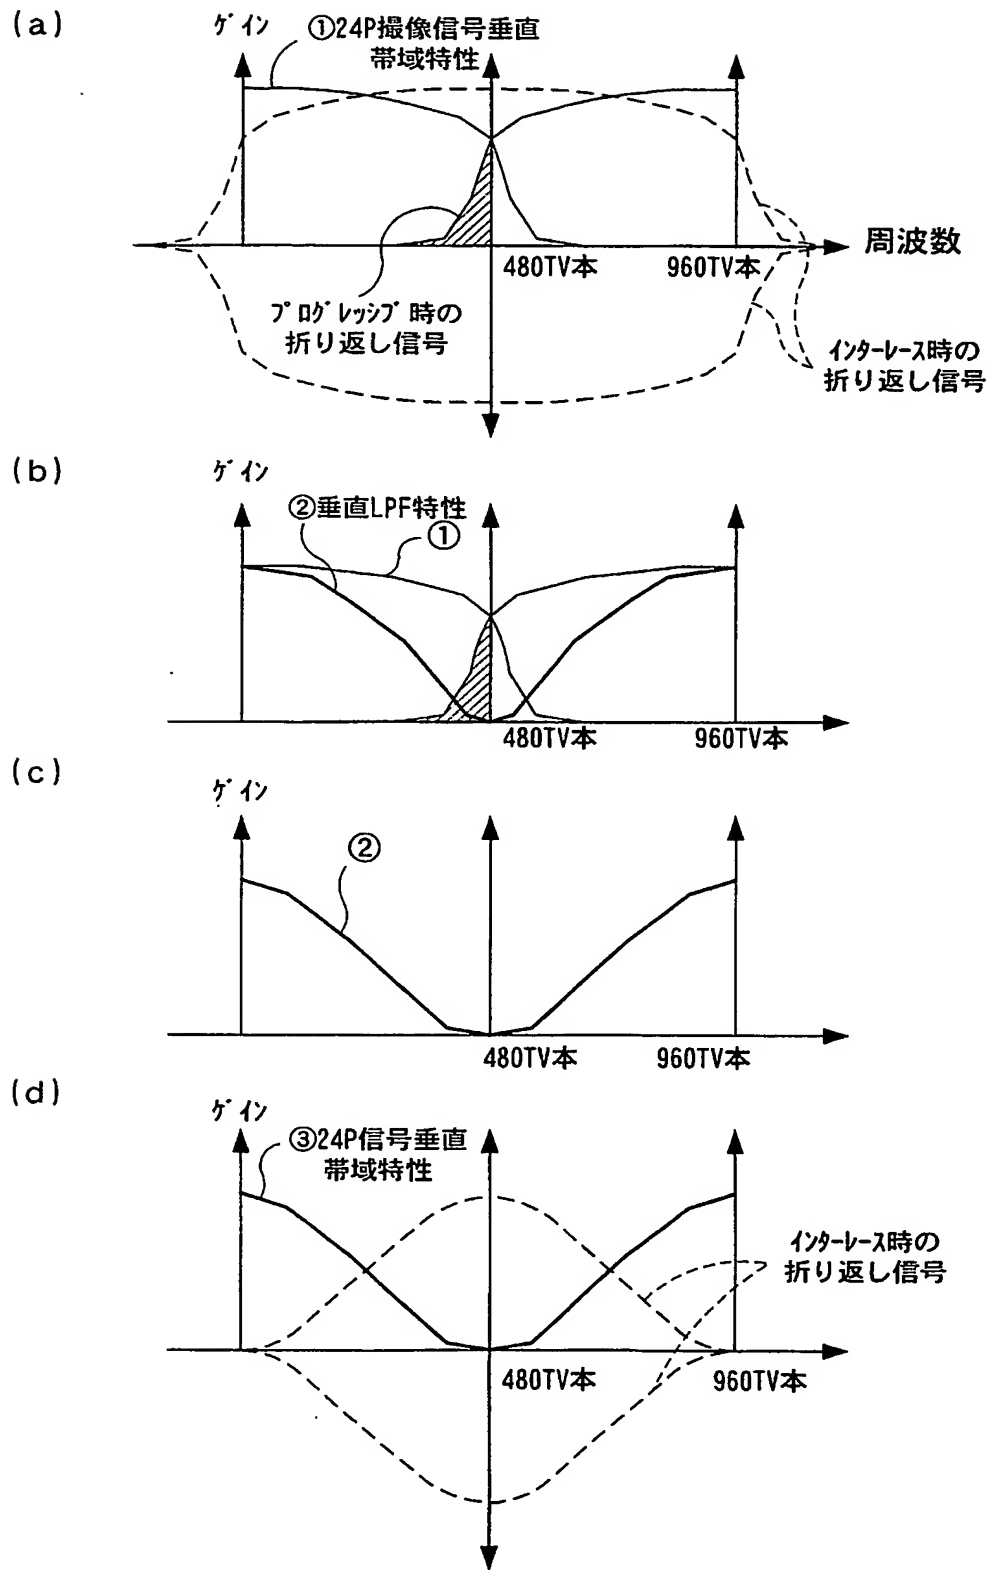 (a)
ｹﾞｲﾝ
①24P撮像信号垂直
帯域特性
周波数
480TV本
960TV本
ﾌﾟﾛｸﾞﾚｯｼﾌﾞ時の
折り返し信号
ｲﾝﾀｰﾚｰｽ時の
折り返し信号
(b)
ｹﾞｲﾝ
②垂直LPF特性
①
480TV本
960TV本
(c)
ｹﾞｲﾝ
②
480TV本
960TV本
(d)
ｹﾞｲﾝ
③24P信号垂直
帯域特性
ｲﾝﾀｰﾚｰｽ時の
折り返し信号
480TV本
960TV本